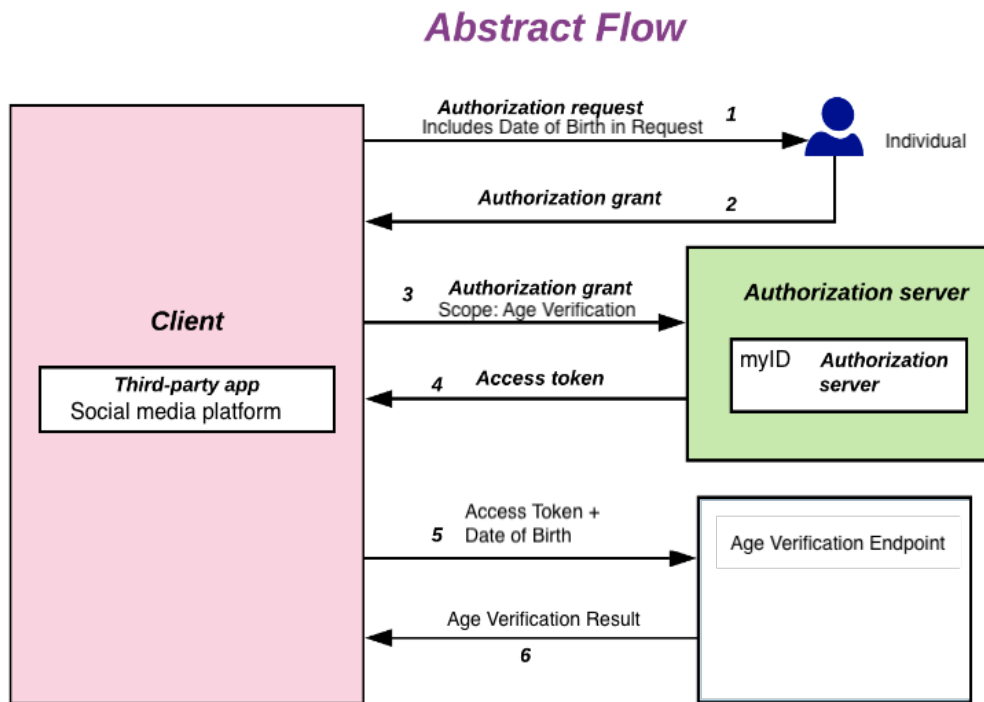 Abstract Flow
Authorization request 1
Includes Date of Birth in Request
Individual
Authorization grant 2
3 Authorization grant
Scope: Age Verification
Authorization server
Client
myID Authorization
server
4 Access token
Third-party app
Social media platform
Access Token +
5 Date of Birth
Age Verification Endpoint
Age Verification Result
6